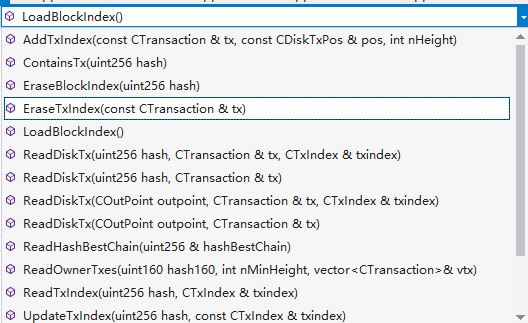 LoadBlockIndex()
AddTxIndex(const CTransaction & tx, const CDiskTxPos & pos, int nHeight)
ContainsTx(uint256 hash)
EraseBlockIndex(uint256 hash)
EraseTxIndex(const CTransaction & tx)
LoadBlockIndex()
ReadDiskTx(uint256 hash, CTransaction & tx, CTxIndex & txindex)
ReadDiskTx(uint256 hash, CTransaction & tx)
ReadDiskTx(COutPoint outpoint, CTransaction & tx, CTxIndex & txindex)
ReadDiskTx(COutPoint outpoint, CTransaction & tx)
ReadHashBestChain(uint256 & hashBestChain)
ReadOwnerTxes(uint160 hash160, int nMinHeight, vector<CTransaction>& vtx)
ReadTxIndex(uint256 hash, CTxIndex & txindex)
UpdateTxIndex(uint256 hash, const CTxIndex & txindex)